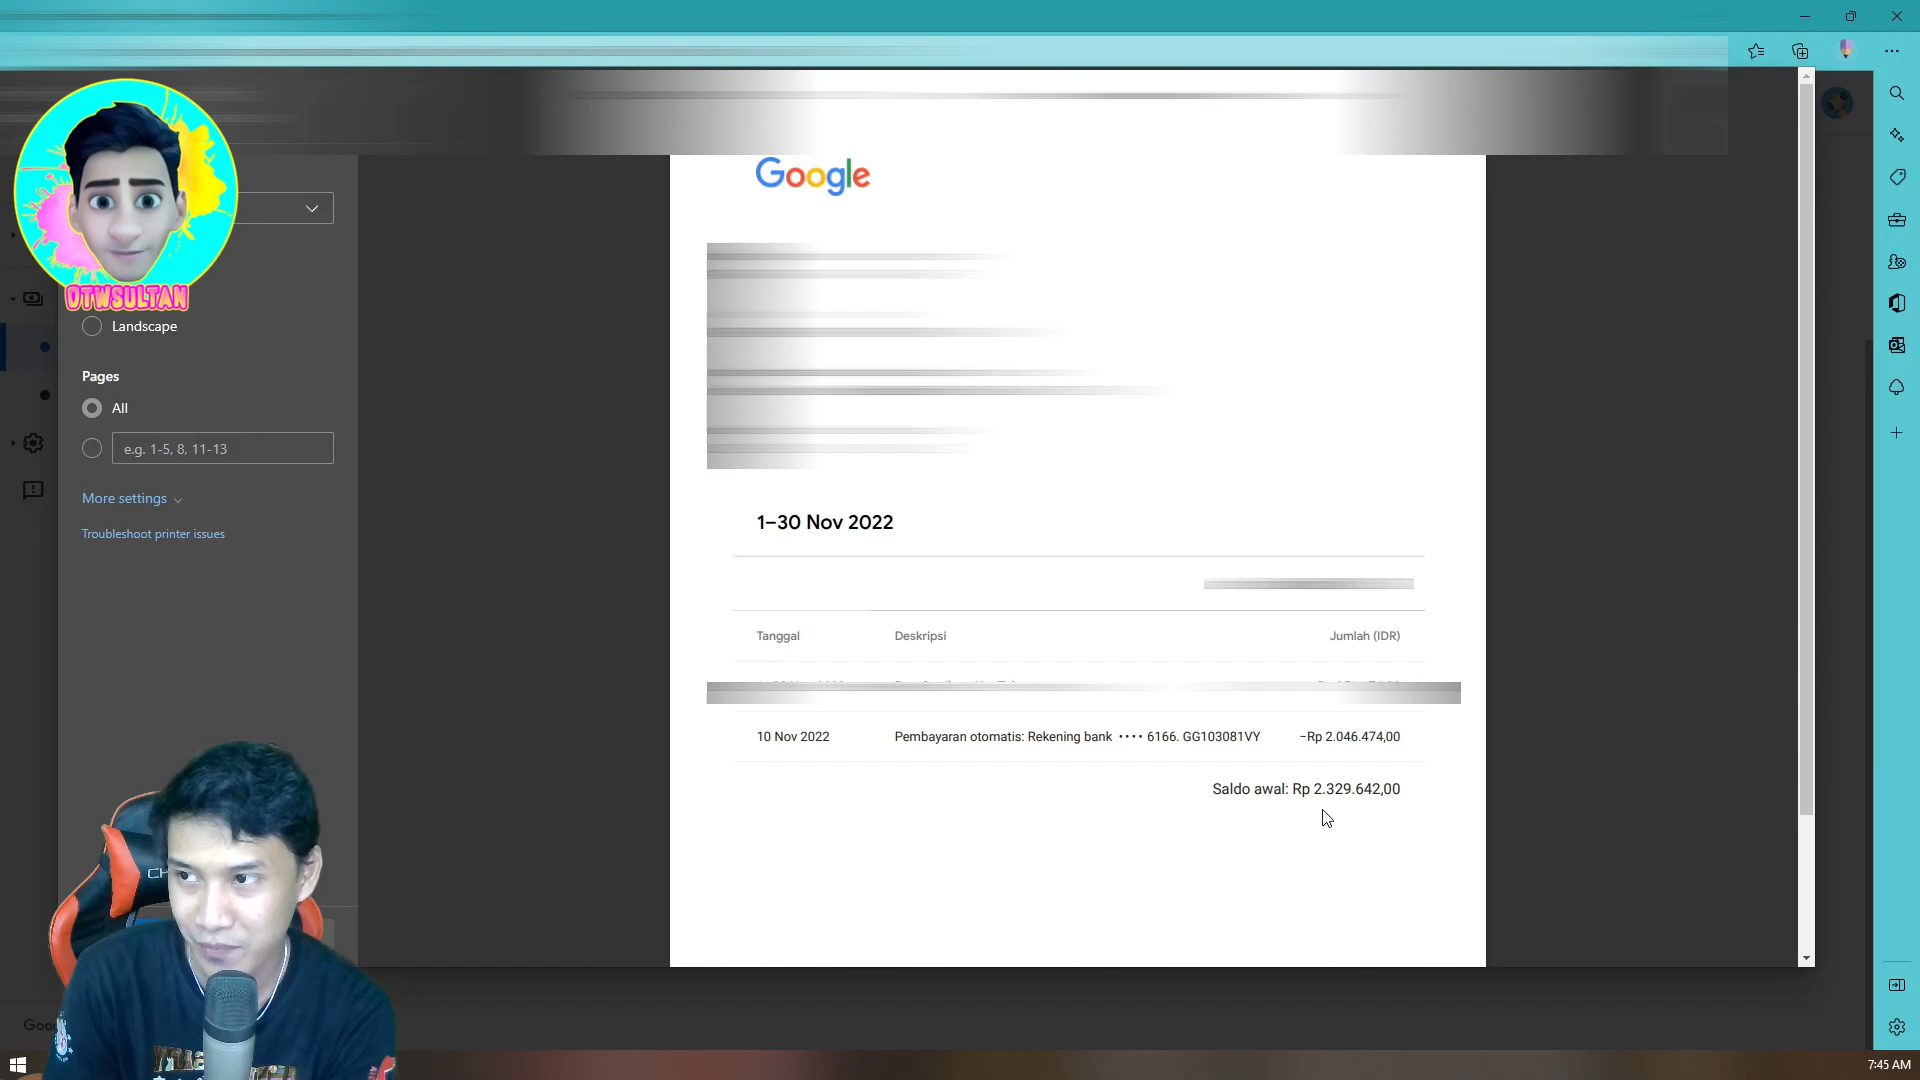 OTWSULTAN
Landscape
Pages
All
e.g. 1-5, 8, 11-13
More settings
Troubleshoot printer issues
Google
1–30 Nov 2022
Tanggal Deskripsi Jumlah (IDR)
10 Nov 2022 Pembayaran otomatis: Rekening bank •••• 6166. GG103081VY −Rp 2.046.474,00
Saldo awal: Rp 2.329.642,00
CH
Goo
7:45 AM